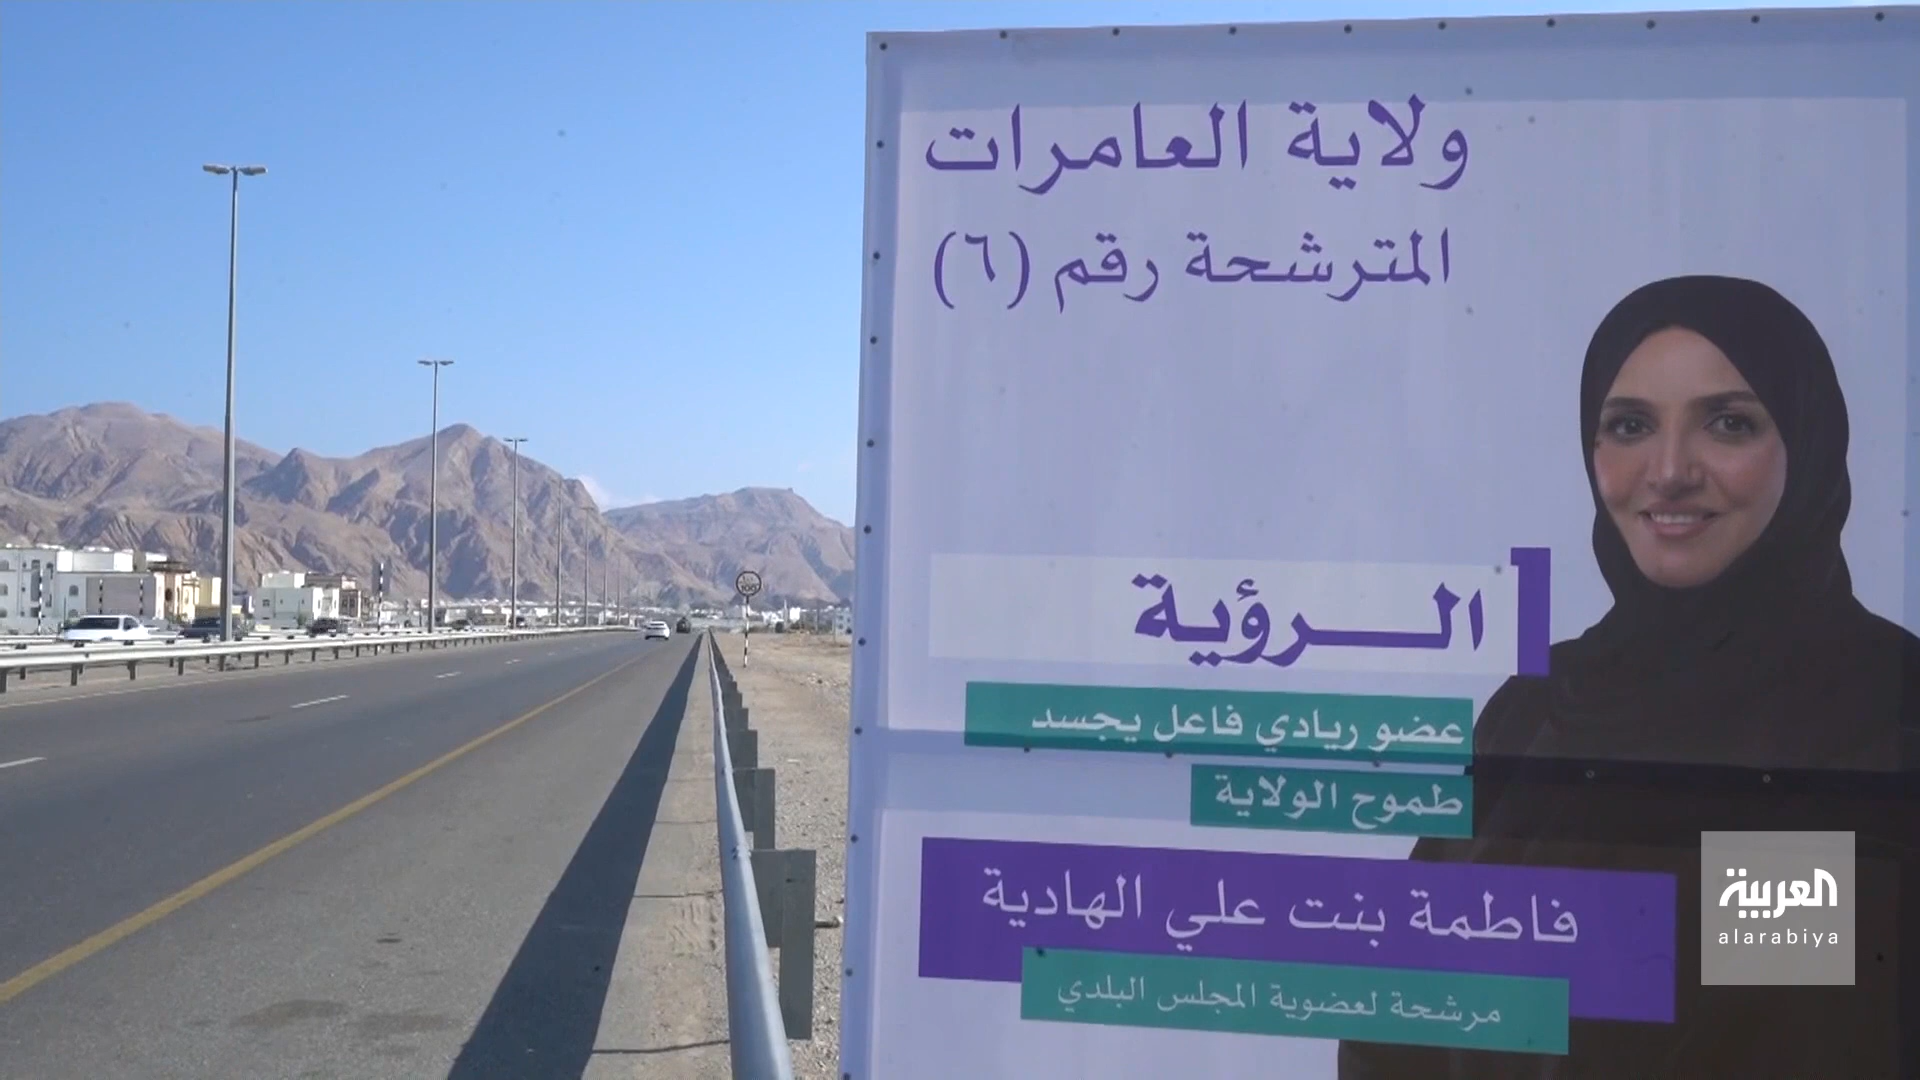 ولاية العامرات
المترشحة رقم (٦)
الـــرؤية
عضو ريادي فاعل يجسد
طموح الولاية
فاطمة بنت علي الهادية
مرشحة لعضوية المجلس البلدي
العربية
alarabiya